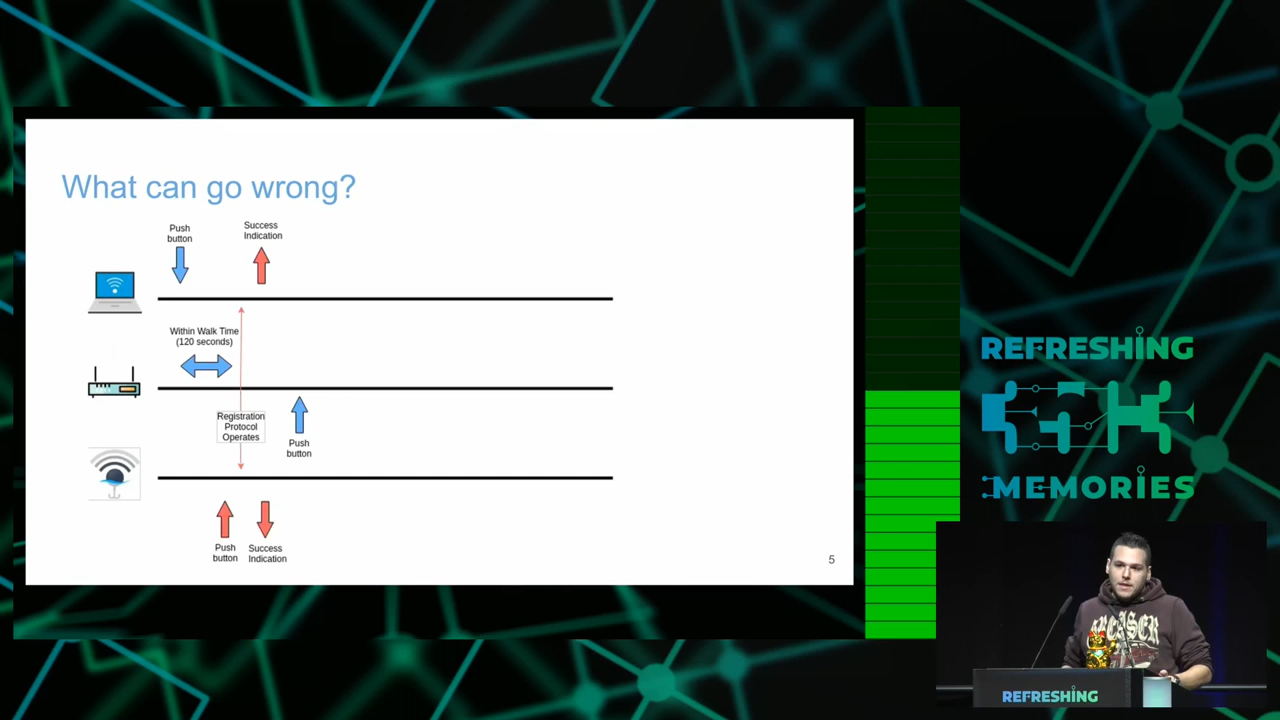 What can go wrong?
Push
button
Success
Indication
Within Walk Time
(120 seconds)
Registration
Protocol
Operates
Push
button
Push
button
Success
Indication
5
REFRESHING
MEMORIES
REFRESHING